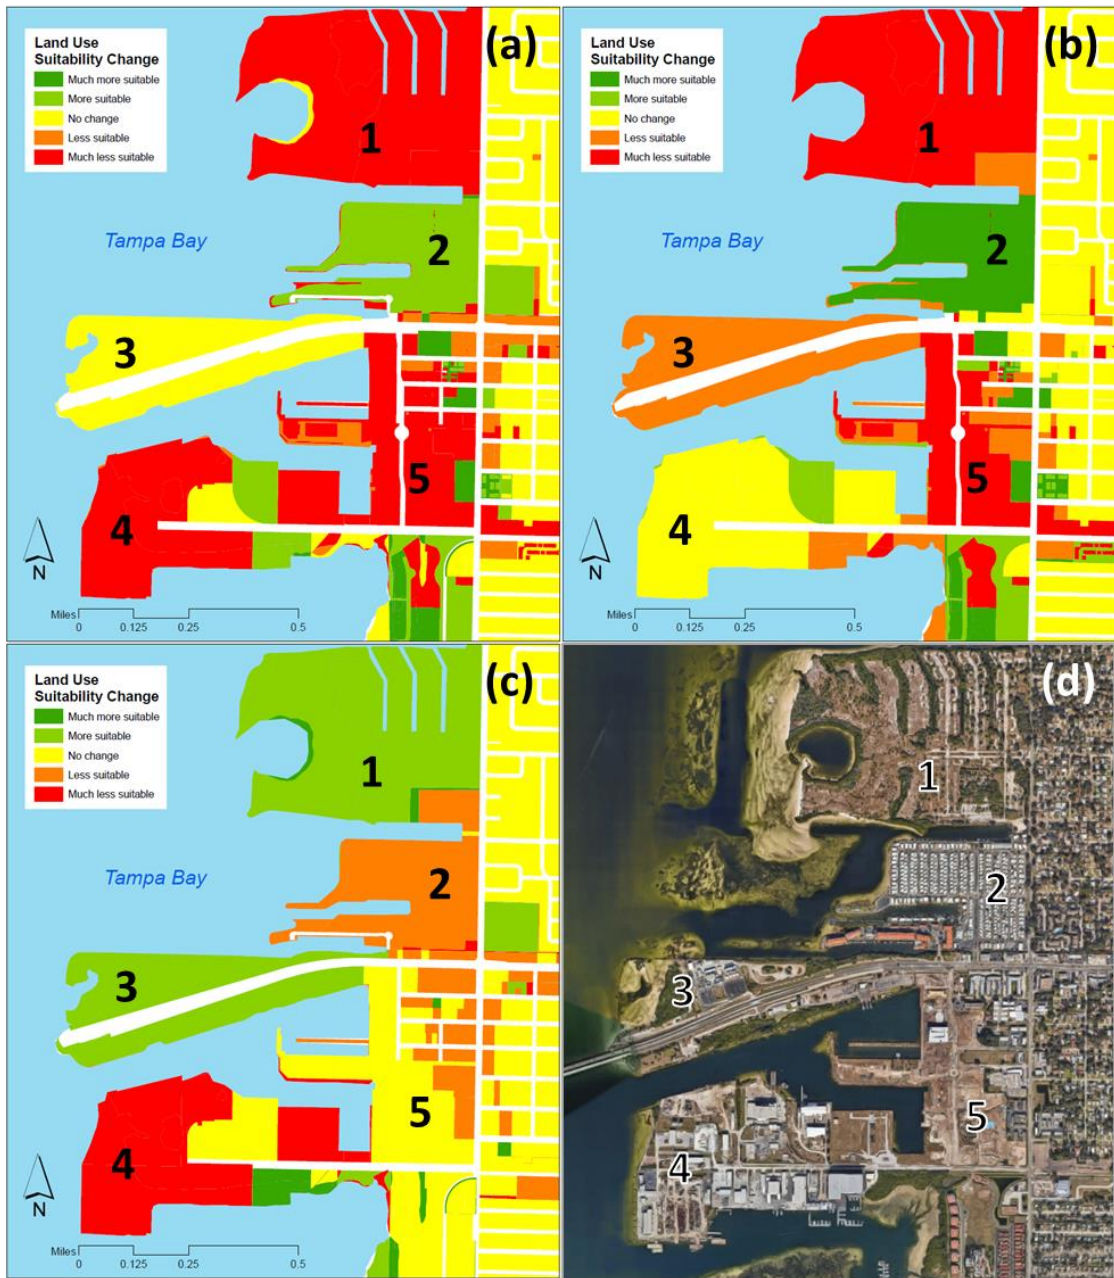 (a)
Land Use
Suitability Change
Much more suitable
More suitable
No change
Less suitable
Much less suitable
1
2
Tampa Bay
3
5
4
N
Miles
0 0.125 0.25 0.5
(b)
Land Use
Suitability Change
Much more suitable
More suitable
No change
Less suitable
Much less suitable
1
2
Tampa Bay
3
5
4
N
Miles
0 0.125 0.25 0.5
(c)
Land Use
Suitability Change
Much more suitable
More suitable
No change
Less suitable
Much less suitable
1
2
Tampa Bay
3
5
4
N
Miles
0 0.125 0.25 0.5
(d)
1
2
3
5
4